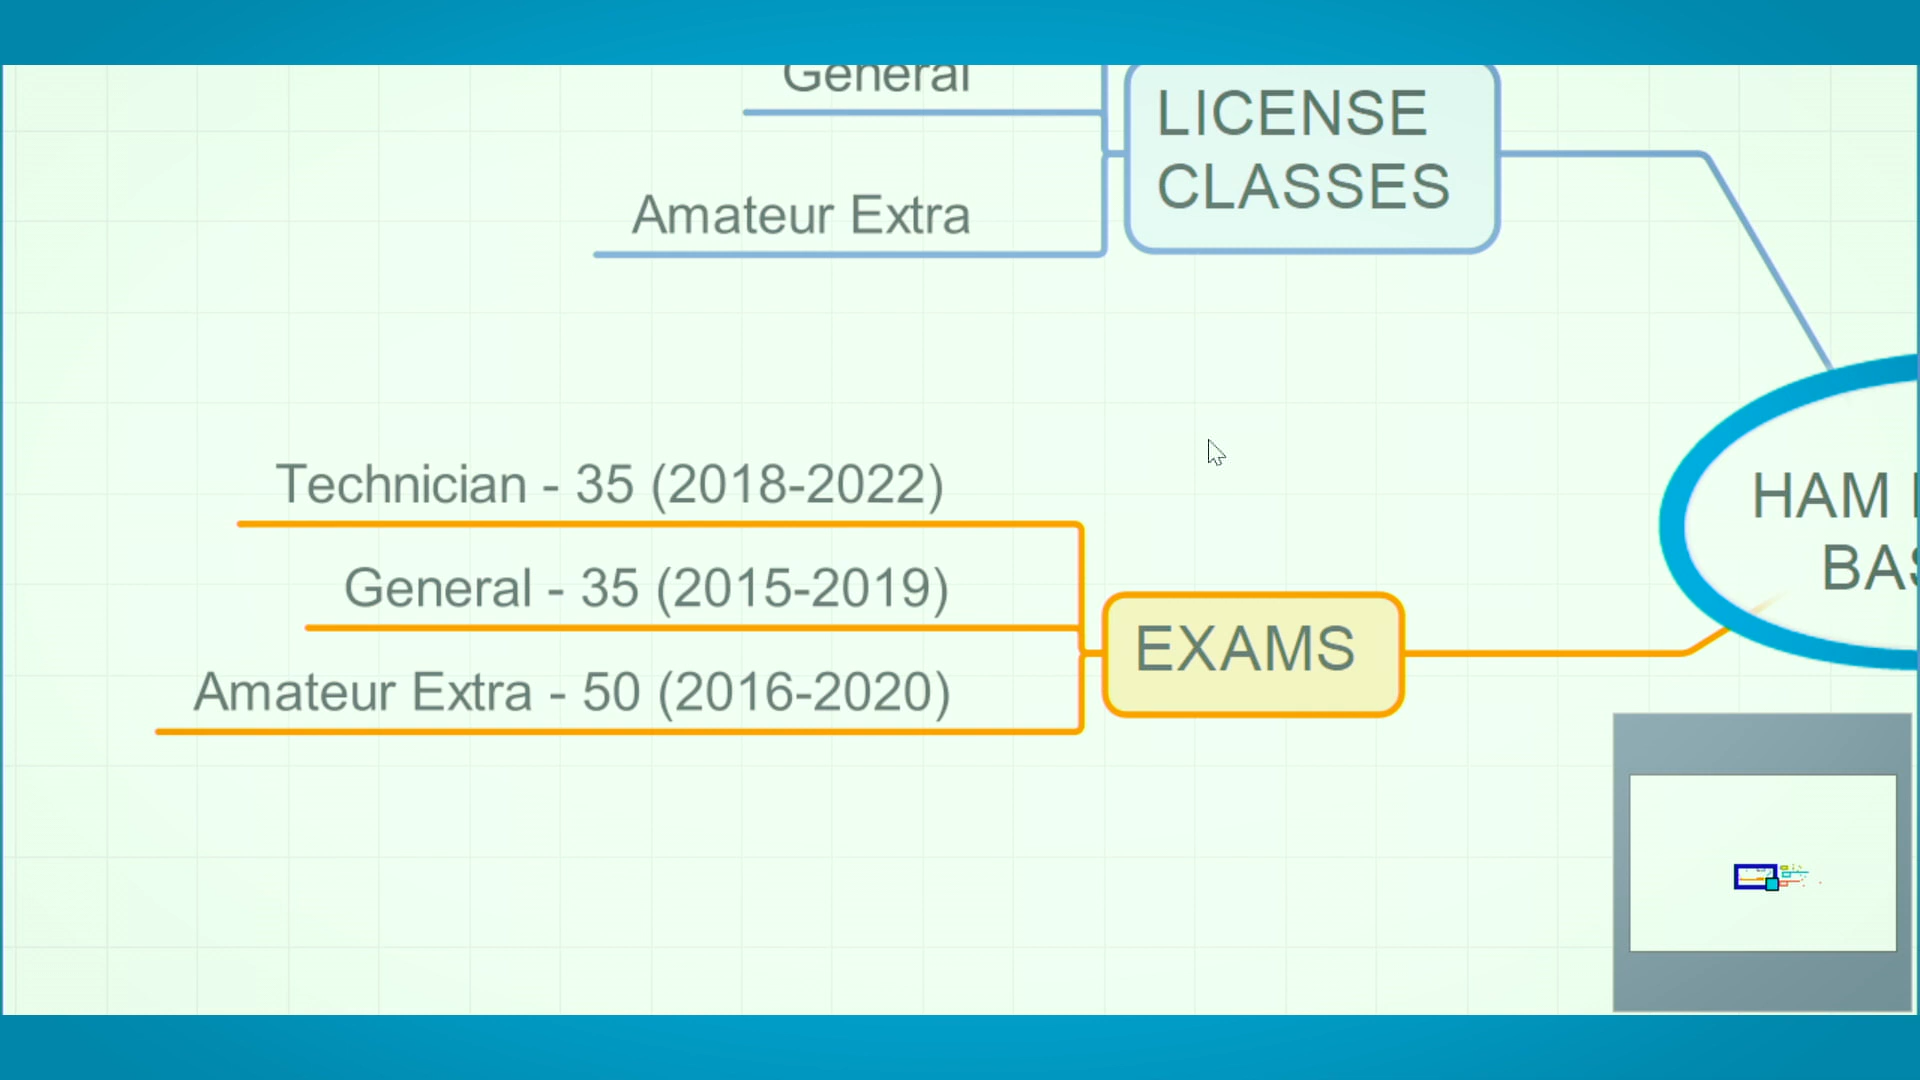 General
Amateur Extra
LICENSE
CLASSES
Technician - 35 (2018-2022)
General - 35 (2015-2019)
Amateur Extra - 50 (2016-2020)
EXAMS
HAM